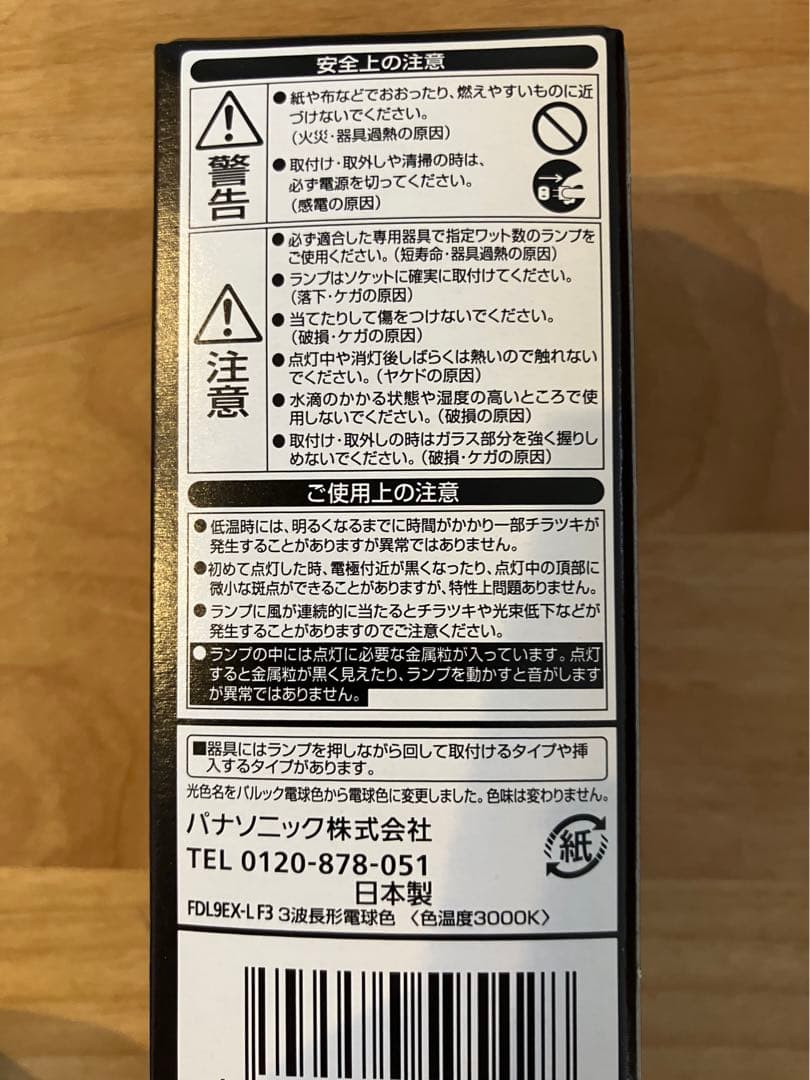 安全上の注意
警告
●紙や布などでおおったり、燃えやすいものに近
づけないでください。
(火災・器具過熱の原因)
●取付け・取外しや清掃の時は、
必ず電源を切ってください。
(感電の原因)
注意
●必ず適合した専用器具で指定ワット数のランプを
ご使用ください。(短寿命・器具過熱の原因)
●ランプはソケットに確実に取付けてください。
(落下・ケガの原因)
●当てたりして傷をつけないでください。
(破損・ケガの原因)
●点灯中や消灯後しばらくは熱いので触れない
でください。(ヤケドの原因)
●水滴のかかる状態や湿度の高いところで使
用しないでください。(破損の原因)
●取付け・取外しの時はガラス部分を強く握りし
めないでください。(破損・ケガの原因)
ご使用上の注意
●低温時には、明るくなるまでに時間がかかり一部チラツキが
発生することがありますが異常ではありません。
●初めて点灯した時、電極付近が黒くなったり、点灯中の頂部に
微小な斑点ができることがありますが、特性上問題ありません。
●ランプに風が連続的に当たるとチラツキや光束低下などが
発生することがありますのでご注意ください。
●ランプの中には点灯に必要な金属粒が入っています。点灯
すると金属粒が黒く見えたり、ランプを動かすと音がします
が異常ではありません。
■器具にはランプを押しながら回して取付けるタイプや挿
入するタイプがあります。
光色名をパルック電球色から電球色に変更しました。色味は変わりません。
パナソニック株式会社
TEL 0120-878-051
日本製
紙
FDL9EX-L F3 3波長形電球色 〈色温度3000K〉